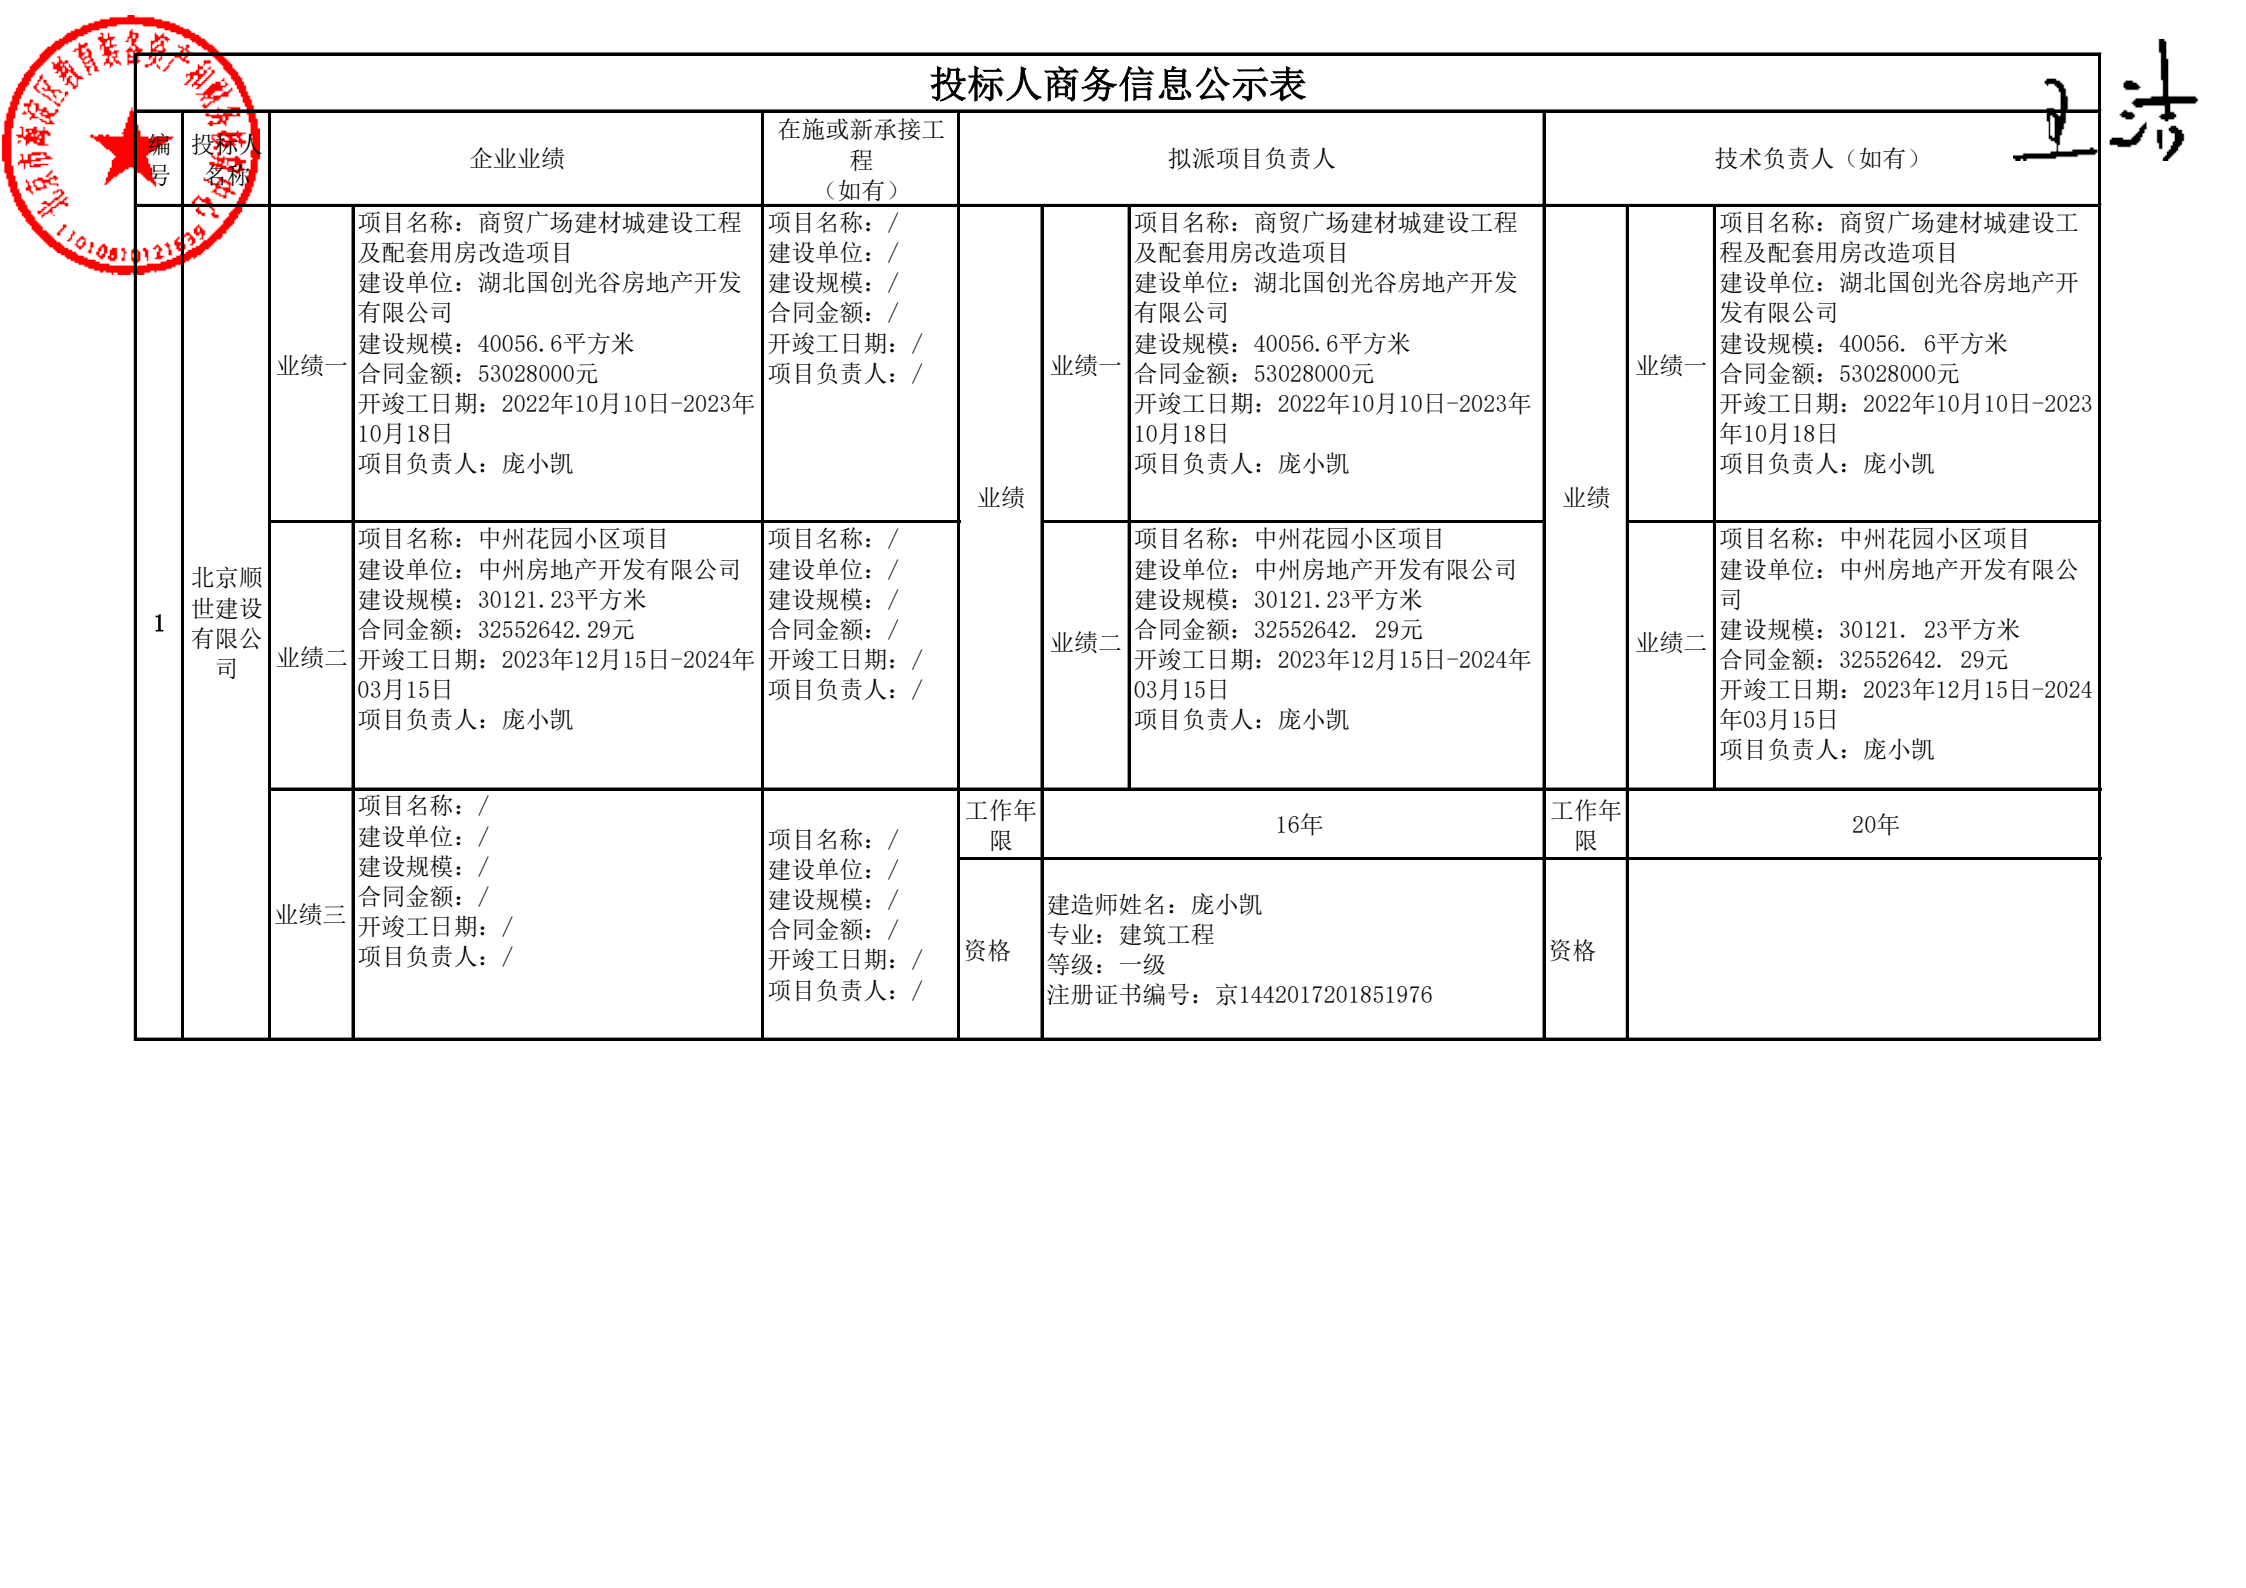 投标人商务信息公示表
编
号
投标人
名称
企业业绩
在施或新承接工
程
（如有）
拟派项目负责人
技术负责人（如有）
1
北京顺
世建设
有限公
司
业绩一
项目名称：商贸广场建材城建设工程
及配套用房改造项目
建设单位：湖北国创光谷房地产开发
有限公司
建设规模：40056.6平方米
合同金额：53028000元
开竣工日期：2022年10月10日-2023年
10月18日
项目负责人：庞小凯
项目名称：/
建设单位：/
建设规模：/
合同金额：/
开竣工日期：/
项目负责人：/
业绩
业绩一
项目名称：商贸广场建材城建设工程
及配套用房改造项目
建设单位：湖北国创光谷房地产开发
有限公司
建设规模：40056.6平方米
合同金额：53028000元
开竣工日期：2022年10月10日-2023年
10月18日
项目负责人：庞小凯
业绩
业绩一
项目名称：商贸广场建材城建设工
程及配套用房改造项目
建设单位：湖北国创光谷房地产开
发有限公司
建设规模：40056. 6平方米
合同金额：53028000元
开竣工日期：2022年10月10日-2023
年10月18日
项目负责人：庞小凯
业绩二
项目名称：中州花园小区项目
建设单位：中州房地产开发有限公司
建设规模：30121.23平方米
合同金额：32552642.29元
开竣工日期：2023年12月15日-2024年
03月15日
项目负责人：庞小凯
项目名称：/
建设单位：/
建设规模：/
合同金额：/
开竣工日期：/
项目负责人：/
业绩二
项目名称：中州花园小区项目
建设单位：中州房地产开发有限公司
建设规模：30121.23平方米
合同金额：32552642. 29元
开竣工日期：2023年12月15日-2024年
03月15日
项目负责人：庞小凯
业绩二
项目名称：中州花园小区项目
建设单位：中州房地产开发有限公
司
建设规模：30121. 23平方米
合同金额：32552642. 29元
开竣工日期：2023年12月15日-2024
年03月15日
项目负责人：庞小凯
业绩三
项目名称：/
建设单位：/
建设规模：/
合同金额：/
开竣工日期：/
项目负责人：/
项目名称：/
建设单位：/
建设规模：/
合同金额：/
开竣工日期：/
项目负责人：/
工作年
限
16年
工作年
限
20年
资格
建造师姓名：庞小凯
专业：建筑工程
等级：一级
注册证书编号：京1442017201851976
资格